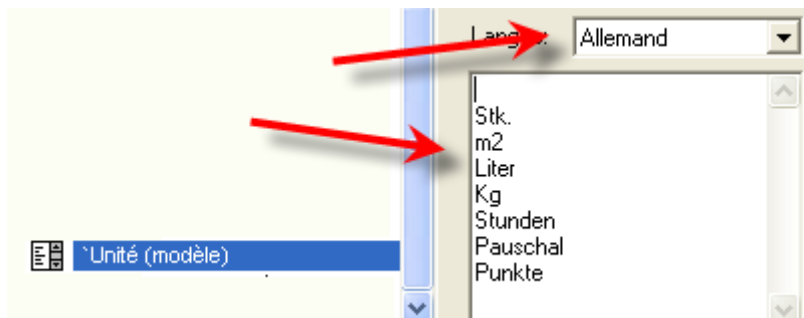 Allemand
Stk.
m2
Liter
Kg
Stunden
Pauschal
Punkte
`Unité (modèle)